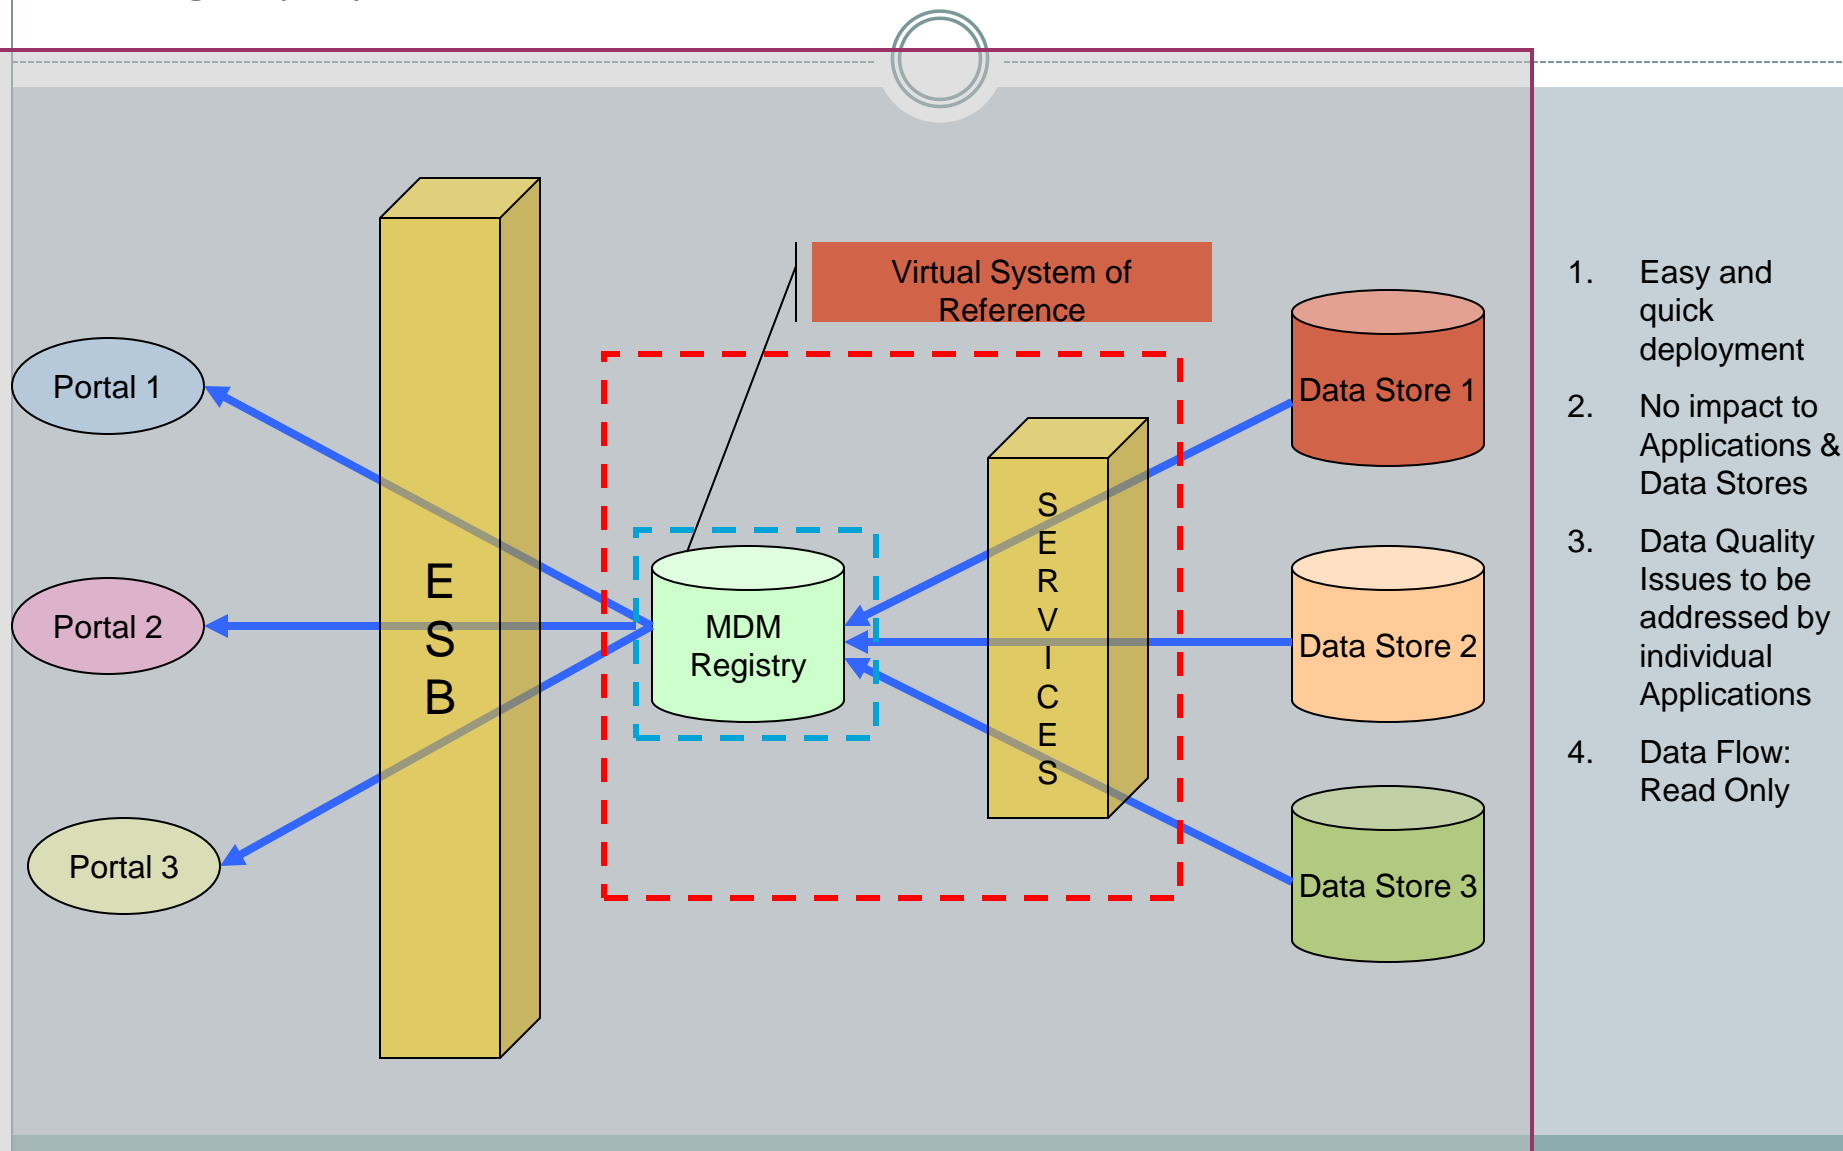 Virtual System of
Reference
Portal 1
Portal 2
Portal 3
E
S
B
MDM
Registry
S
E
R
V
I
C
E
S
Data Store 1
Data Store 2
Data Store 3
1. Easy and
quick
deployment
2. No impact to
Applications &
Data Stores
3. Data Quality
Issues to be
addressed by
individual
Applications
4. Data Flow:
Read Only